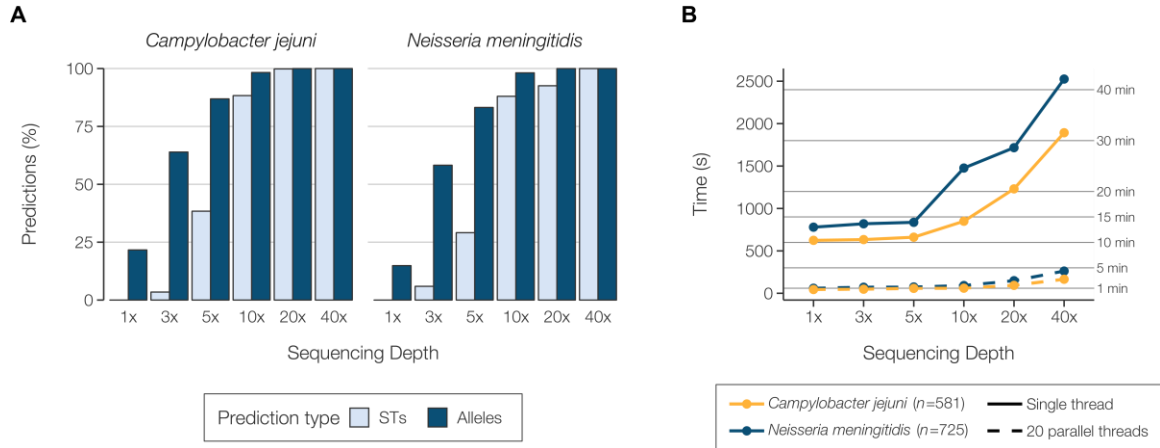 A
Campylobacter jejuni
Neisseria meningitidis
Predictions (%)
100
75
50
25
0
1x 3x 5x 10x 20x 40x
1x 3x 5x 10x 20x 40x
Sequencing Depth
Prediction type STs Alleles
B
Time (s)
2500
2000
1500
1000
500
0
40 min
30 min
20 min
15 min
10 min
5 min
1 min
1x 3x 5x 10x 20x 40x
Sequencing Depth
Campylobacter jejuni (n=581) Single thread
Neisseria meningitidis (n=725) 20 parallel threads